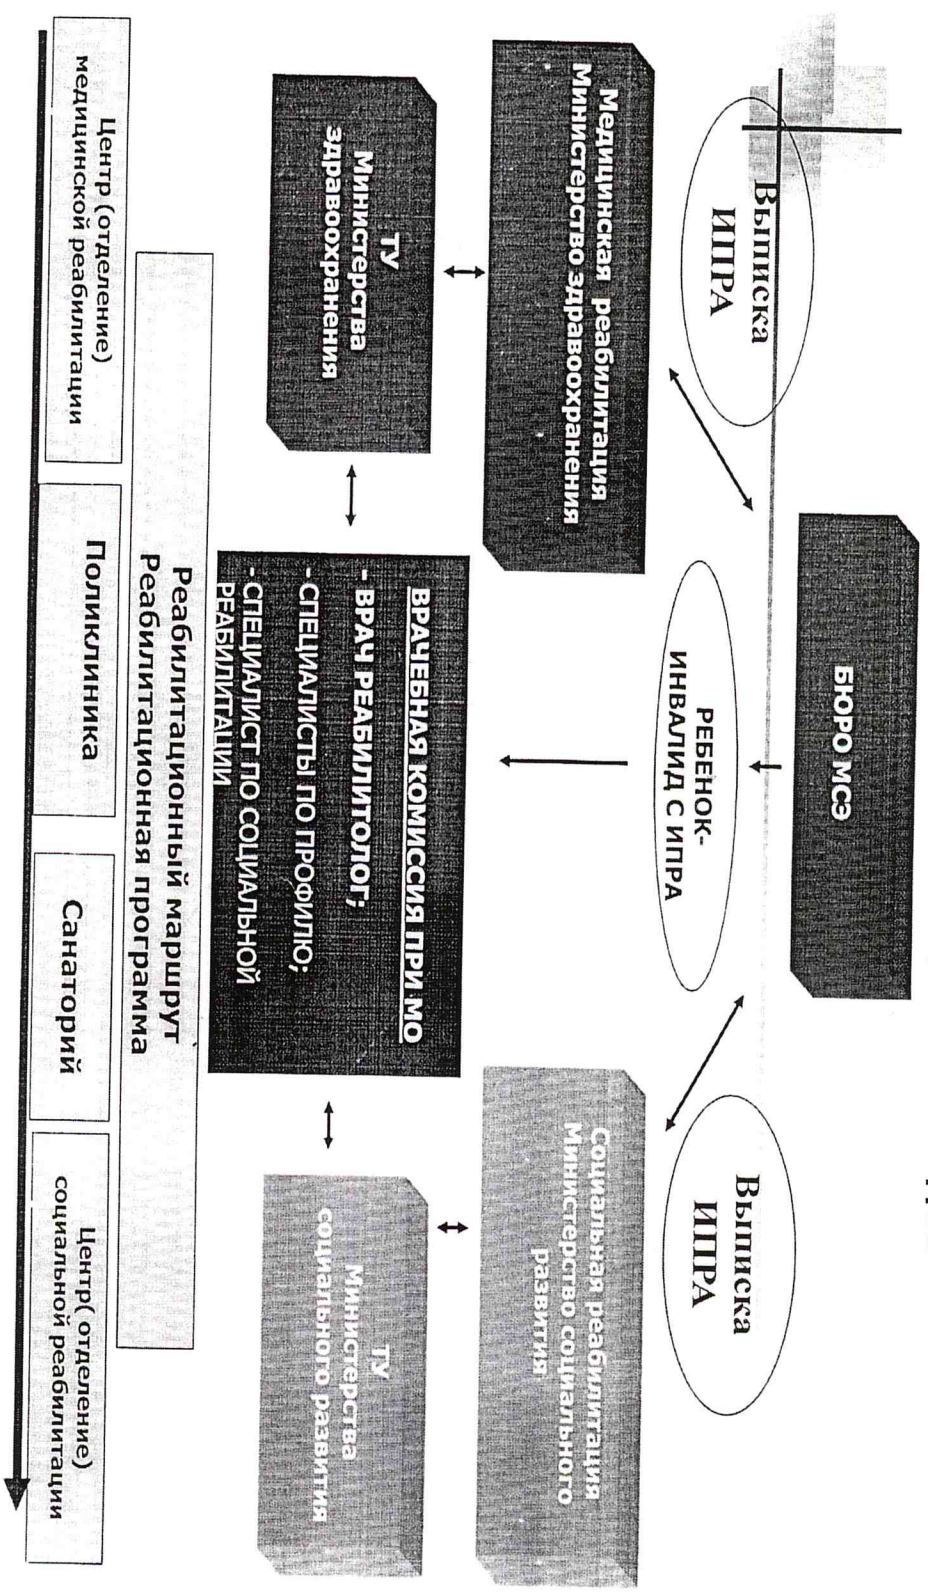 БЮРО МСЭ
Выписка
ИПРА
РЕБЕНОК-
ИНВАЛИД С ИПРА
Выписка
ИПРА
Медицинская реабилитация
Министерство здравоохранения
Социальная реабилитация
Министерство социального
развития
ТУ
Министерства
здравоохранения
ВРАЧЕБНАЯ КОМИССИЯ ПРИ МО
- ВРАЧ РЕАБИЛИТОЛОГ;
- СПЕЦИАЛИСТЫ ПО ПРОФИЛЮ;
- СПЕЦИАЛИСТ ПО СОЦИАЛЬНОЙ
РЕАБИЛИТАЦИИ
ТУ
Министерства
социального развития
Реабилитационный маршрут
Реабилитационная программа
Центр (отделение)
медицинской реабилитации
Поликлиника
Санаторий
Центр( отделение)
социальной реабилитации